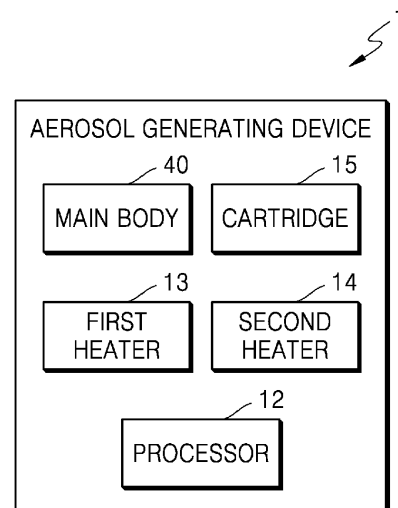 AEROSOL GENERATING DEVICE
40
15
MAIN BODY
CARTRIDGE
13
14
FIRST
HEATER
SECOND
HEATER
12
PROCESSOR